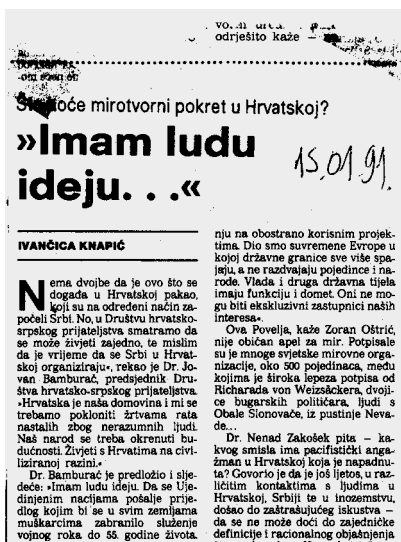 odrješito kaže –
Što hoće mirotvorni pokret u Hrvatskoj?
»Imam ludu
ideju. . .«
15.01.91.
IVANČICA KNAPIĆ
Nema dvojbe da je ovo što se
događa u Hrvatskoj pakao,
koji su na određeni način za-
počeli Srbi. No, u Društvu hrvatsko-
srpskog prijateljstva smatramo da
se može živjeti zajedno, te mislim
da je vrijeme da se Srbi u Hrvat-
skoj organiziraju«, rekao je Dr. Jo-
van Bamburač, predsjednik Dru-
štva hrvatsko-srpskog prijateljstva.
»Hrvatska je naša domovina i mi se
trebamo pokloniti žrtvama rata
nastalih zbog nerazumnih ljudi.
Naš narod se treba okrenuti bu-
dućnosti. Živjeti s Hrvatima na civi-
liziranoj razini.«
Dr. Bamburač je predložio i slje-
deće: »Imam ludu ideju. Da se Uje-
dinjenim nacijama pošalje prije-
dlog kojim bi se u svim zemljama
muškarcima zabranilo služenje
vojnog roka do 55. godine života.
nju na obostrano korisnim projek-
tima. Dio smo suvremene Evrope u
kojoj državne granice sve više spa-
jaju, a ne razdvajaju pojedince i na-
rode. Vlada i druga državna tijela
imaju funkciju i domet. Oni ne mo-
gu biti ekskluzivni zastupnici naših
interesa«.
Ova Povelja, kaže Zoran Oštrić,
nije običan apel za mir. Potpisale
su je mnoge svjetske mirovne orga-
nizacije, oko 500 pojedinaca, među
kojima je široka lepeza potpisa od
Richarada von Weizsäckera, dvoji-
ce bugarskih političara, ljudi s
Obale Slonovače, iz pustinje Neva-
de...
Dr. Nenad Zakošek pita – ka-
kvog smisla ima pacifistički anga-
žman u Hrvatskoj koja je napadnu-
ta? Govorio je da je još ljetos, u raz-
ličitim kontaktima s ljudima u
Hrvatskoj, Srbiji te u inozemstvu,
došao do zaštrašujućeg iskustva –
da se ne može doći do zajedničke
definicije i racionalnog objašnjenja